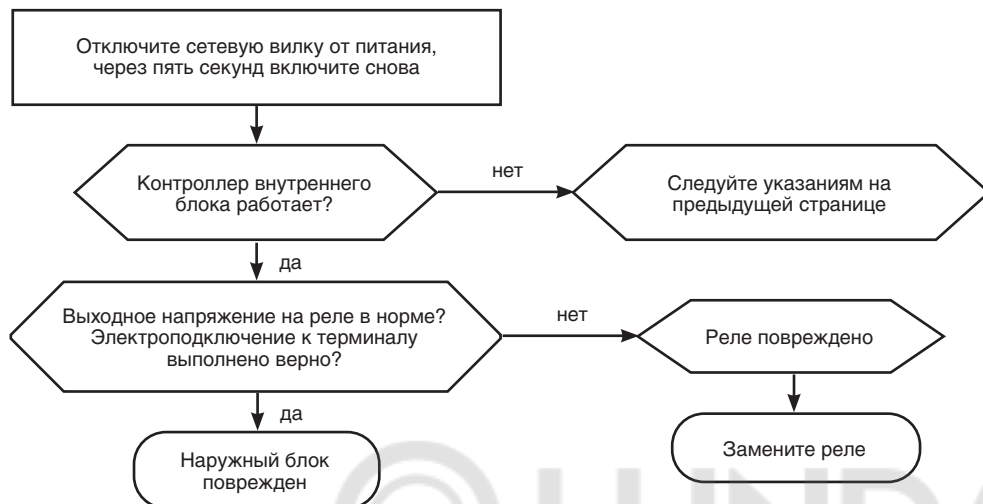 Отключите сетевую вилку от питания,
через пять секунд включите снова
Контроллер внутреннего
блока работает?
нет
Следуйте указаниям на
предыдущей странице
да
Выходное напряжение на реле в норме?
Электроподключение к терминалу
выполнено верно?
нет
Реле повреждено
да
Наружный блок
поврежден
Замените реле